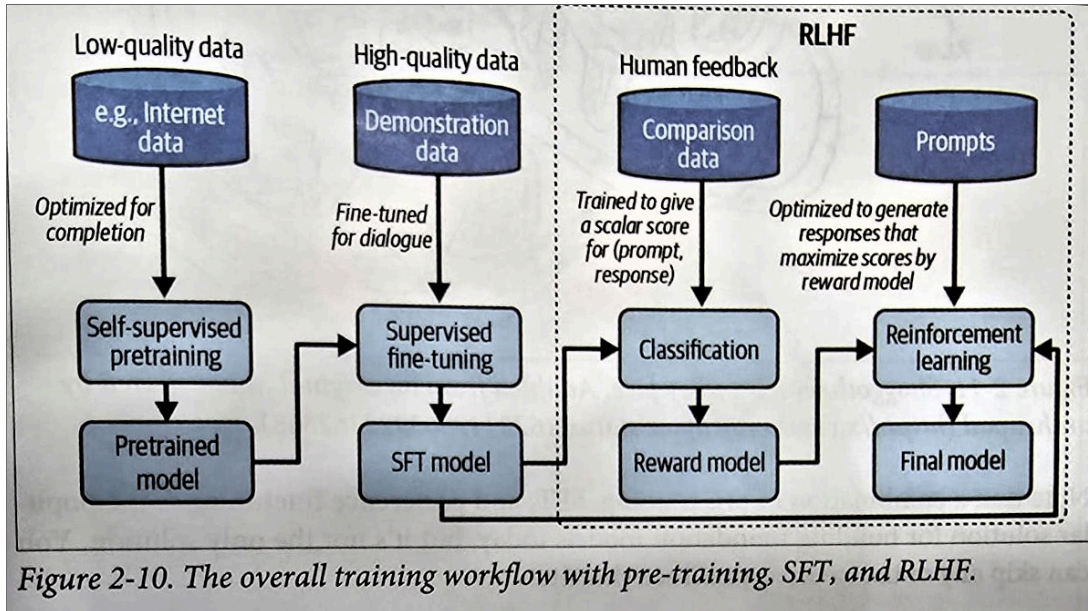 RLHF
Low-quality data
High-quality data
Human feedback
e.g., Internet
data
Demonstration
data
Comparison
data
Prompts
Optimized for
completion
Fine-tuned
for dialogue
Trained to give
a scalar score
for (prompt,
response)
Optimized to generate
responses that
maximize scores by
reward model
Self-supervised
pretraining
Supervised
fine-tuning
Classification
Reinforcement
learning
Pretrained
model
SFT model
Reward model
Final model
Figure 2-10. The overall training workflow with pre-training, SFT, and RLHF.